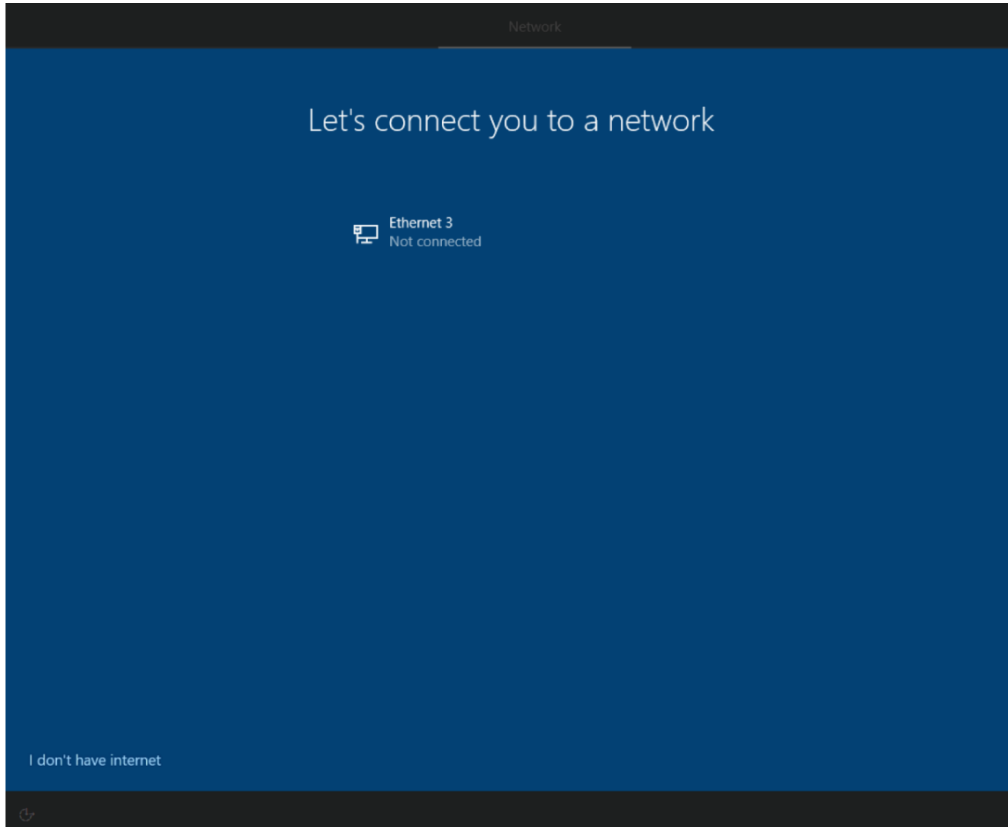 Network
Let's connect you to a network
Ethernet 3
Not connected
I don't have internet